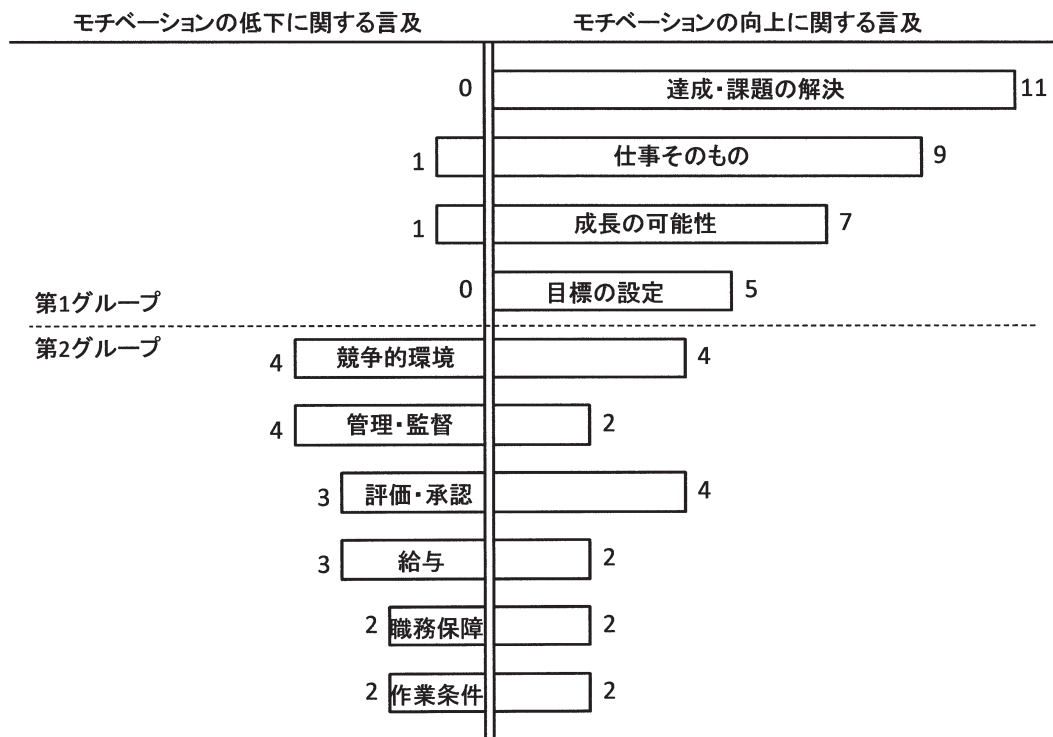 モチベーションの低下に関する言及 モチベーションの向上に関する言及
0 達成・課題の解決 11
1 仕事そのもの 9
1 成長の可能性 7
0 目標の設定 5
第1グループ
第2グループ
4 競争的環境 4
4 管理・監督 2
3 評価・承認 4
3 給与 2
2 職務保障 2
2 作業条件 2